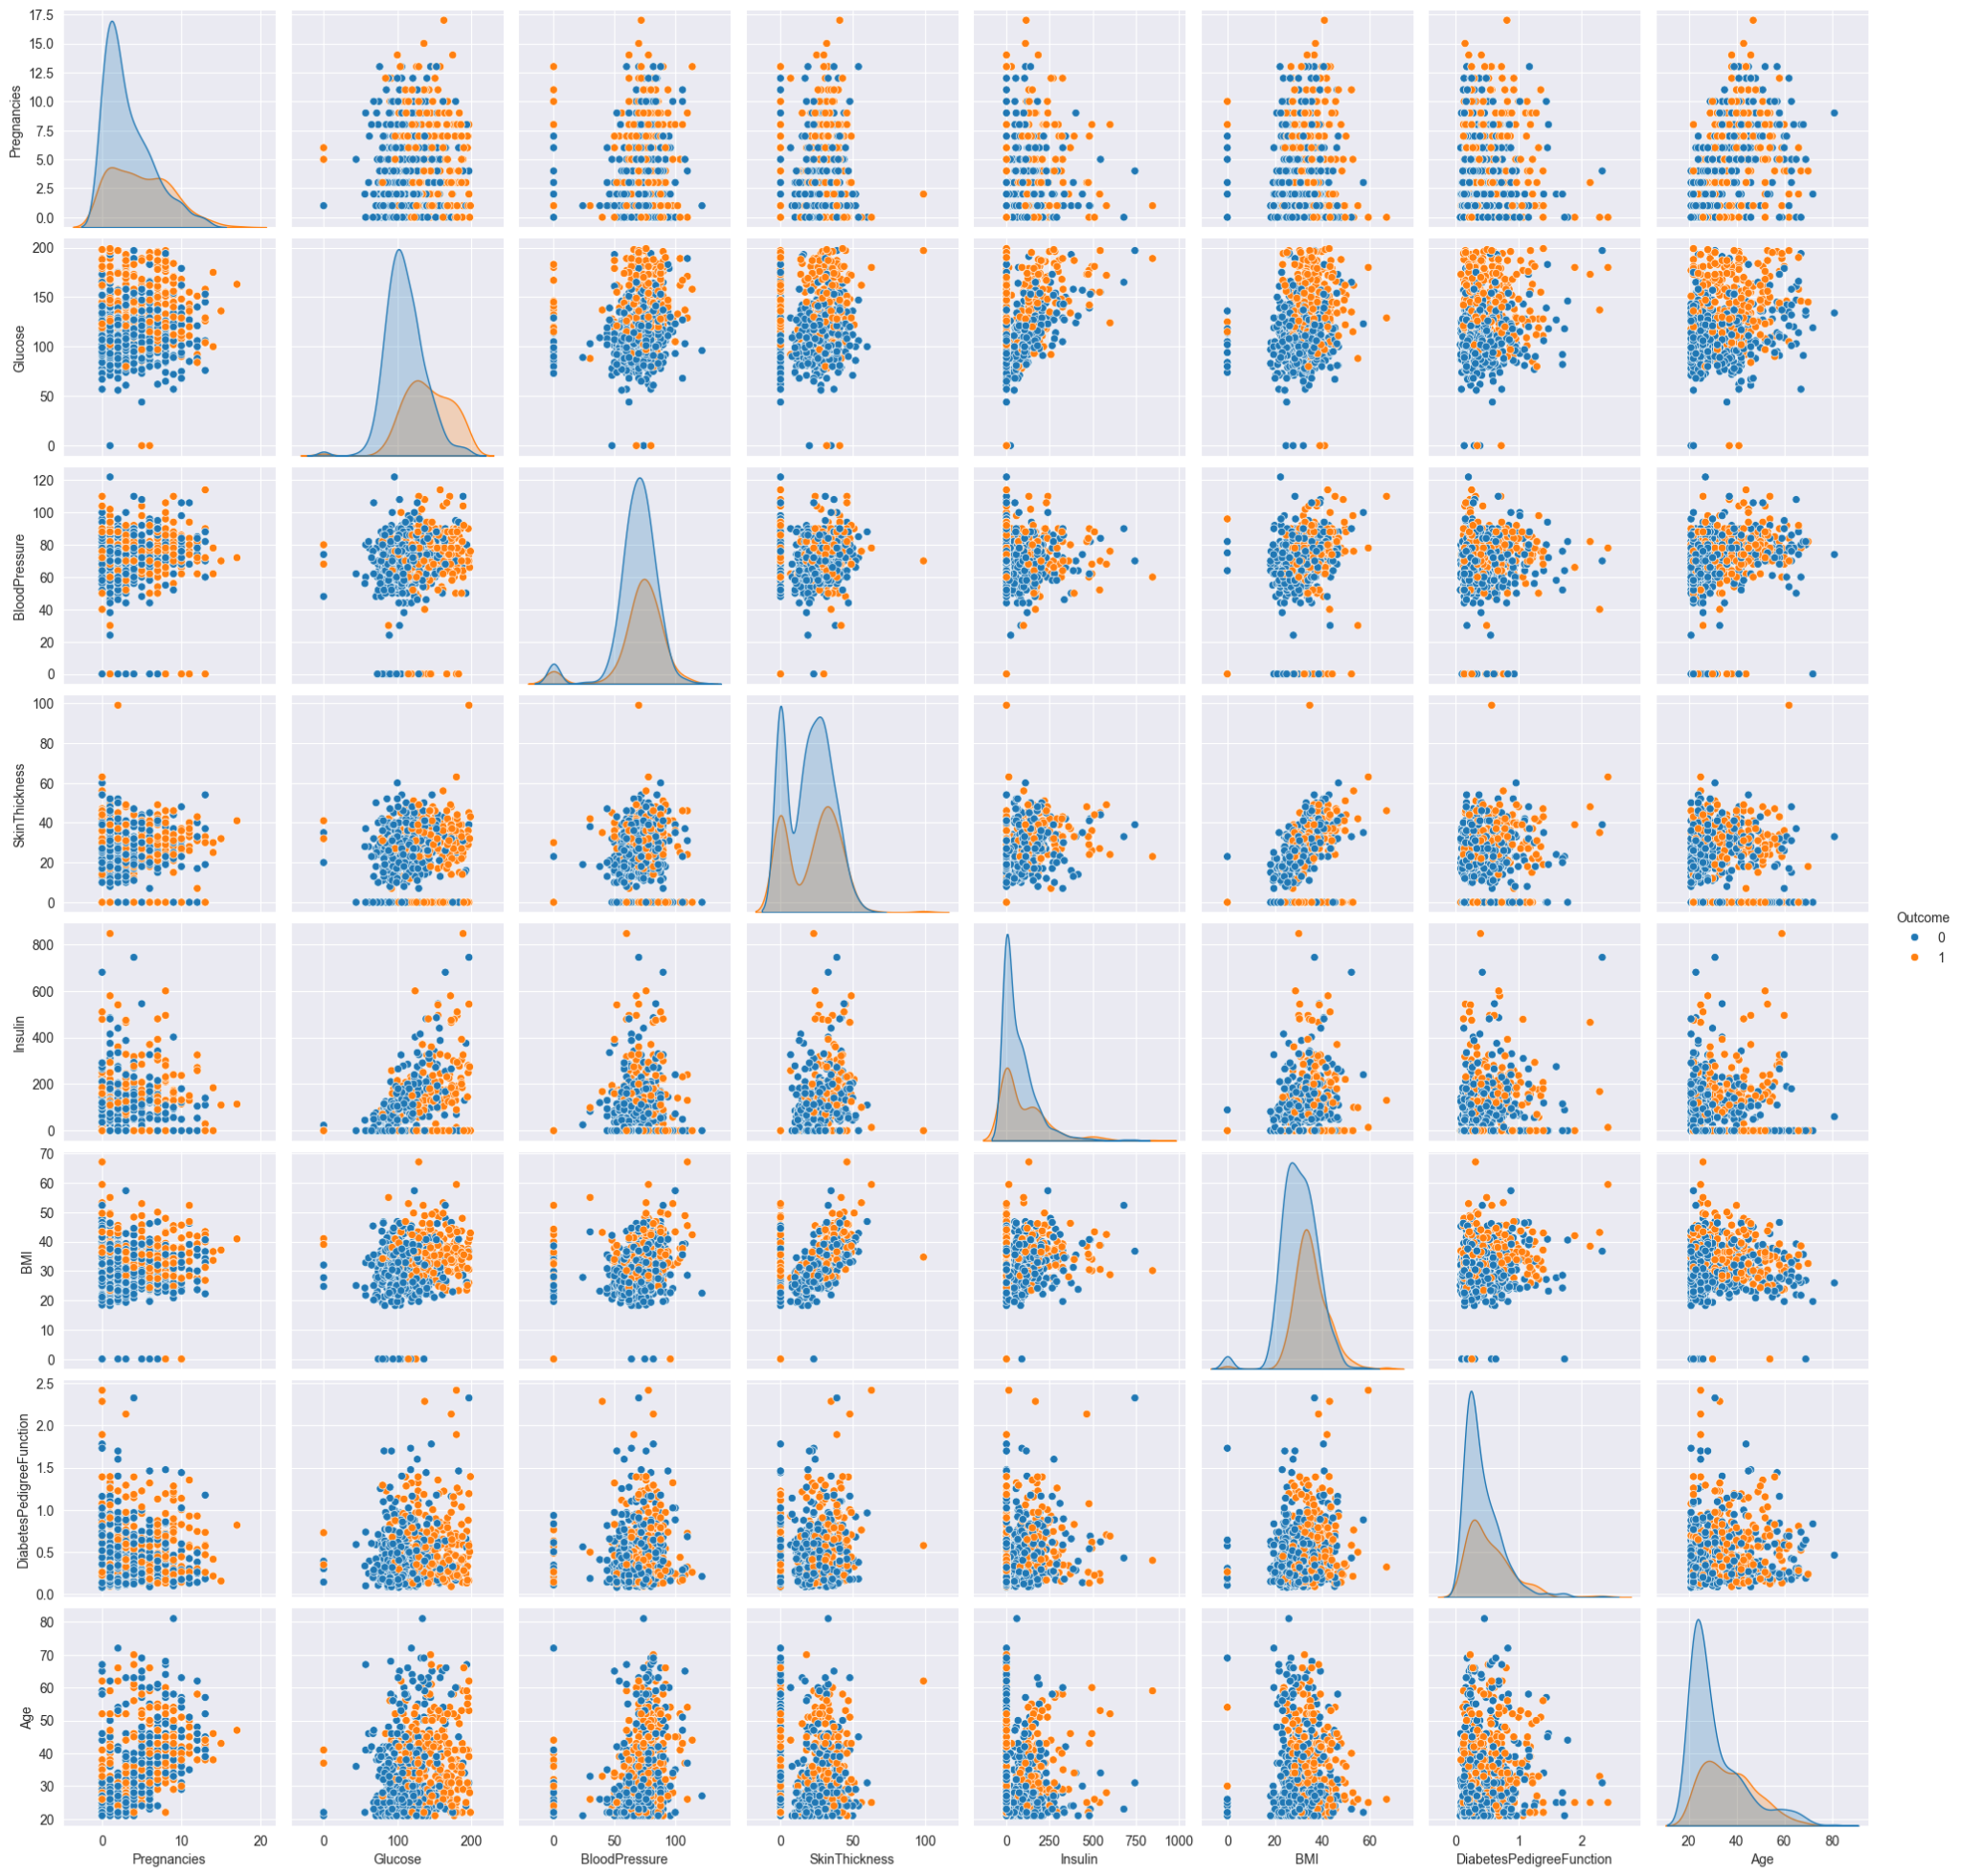 17.5
15.0
12.5
10.0
7.5
5.0
2.5
0.0
Pregnancies
200
150
100
50
0
Glucose
120
100
80
60
40
20
0
BloodPressure
100
80
60
40
20
0
SkinThickness
800
600
400
200
0
Insulin
Outcome
0
1
70
60
50
40
30
20
10
0
BMI
2.5
2.0
1.5
1.0
0.5
0.0
DiabetesPedigreeFunction
80
70
60
50
40
30
20
Age
0 10 20
Pregnancies
0 100 200
Glucose
0 50 100
BloodPressure
0 50 100
SkinThickness
0 250 500 750 1000
Insulin
0 20 40 60
BMI
0 1 2
DiabetesPedigreeFunction
20 40 60 80
Age